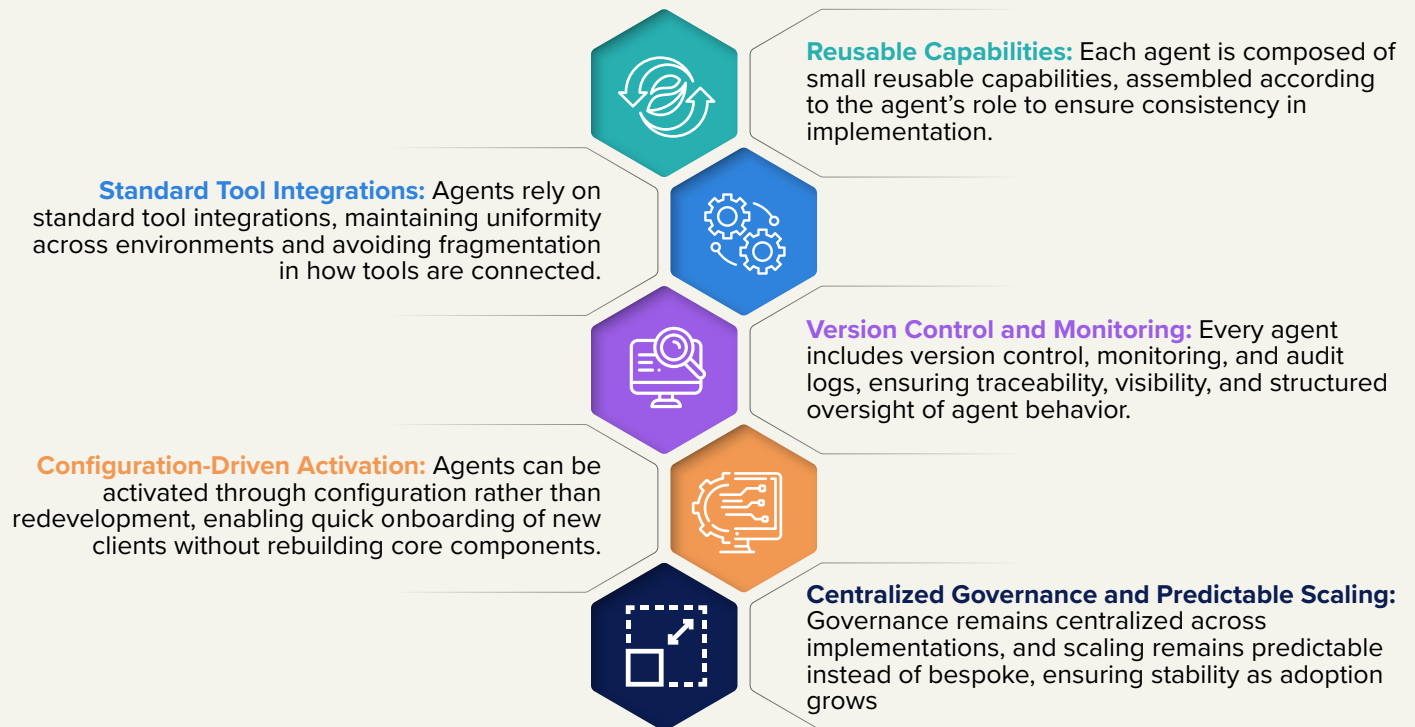 Reusable Capabilities: Each agent is composed of
small reusable capabilities, assembled according
to the agent’s role to ensure consistency in
implementation.
Standard Tool Integrations: Agents rely on
standard tool integrations, maintaining uniformity
across environments and avoiding fragmentation
in how tools are connected.
Version Control and Monitoring: Every agent
includes version control, monitoring, and audit
logs, ensuring traceability, visibility, and structured
oversight of agent behavior.
Configuration-Driven Activation: Agents can be
activated through configuration rather than
redevelopment, enabling quick onboarding of new
clients without rebuilding core components.
Centralized Governance and Predictable Scaling:
Governance remains centralized across
implementations, and scaling remains predictable
instead of bespoke, ensuring stability as adoption
grows